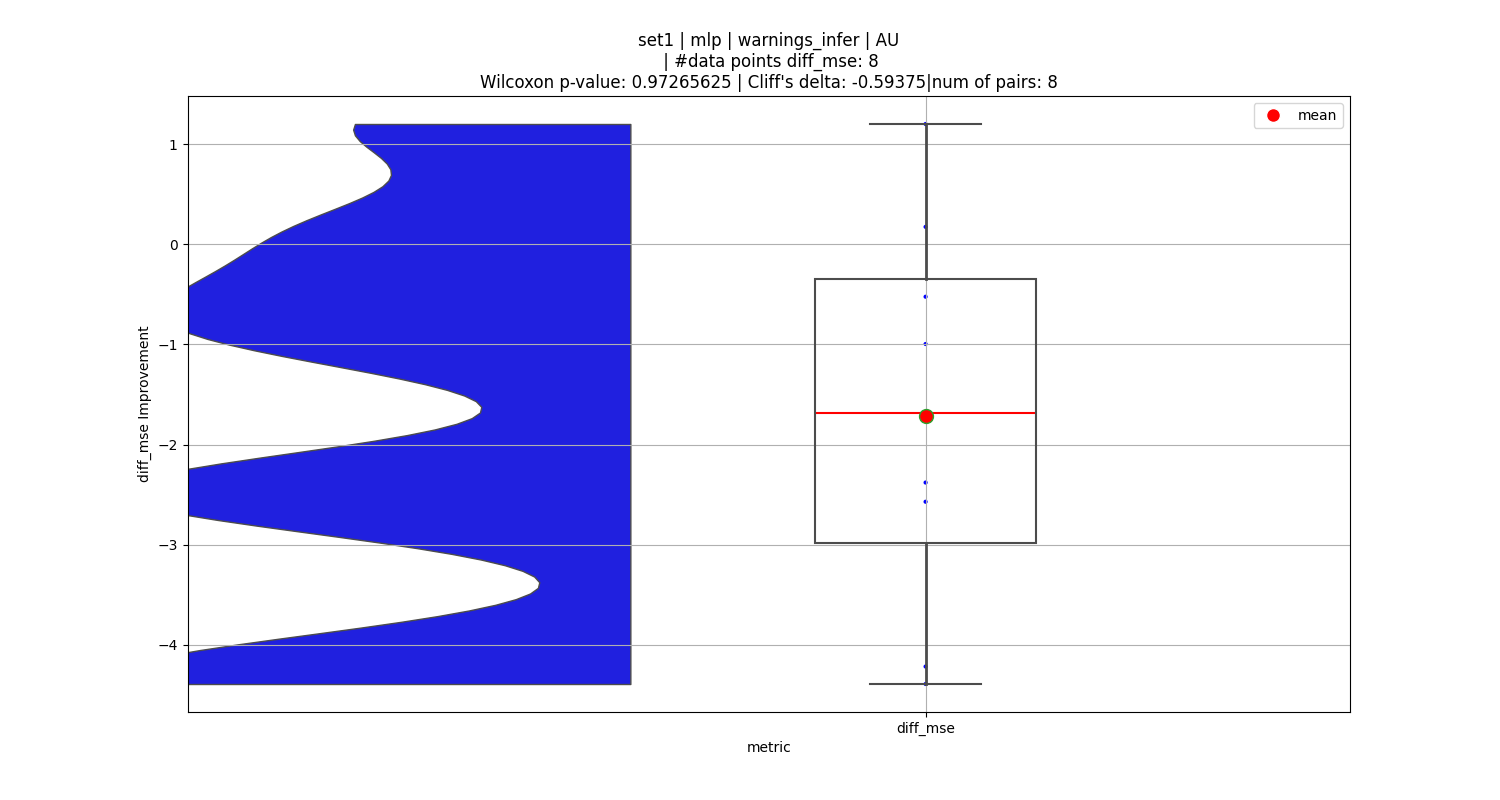 set1 | mlp | warnings_infer | AU
| #data points diff_mse: 8
Wilcoxon p-value: 0.97265625 | Cliff's delta: -0.59375|num of pairs: 8
mean
1
0
−1
−2
−3
−4
diff_mse Improvement
diff_mse
metric